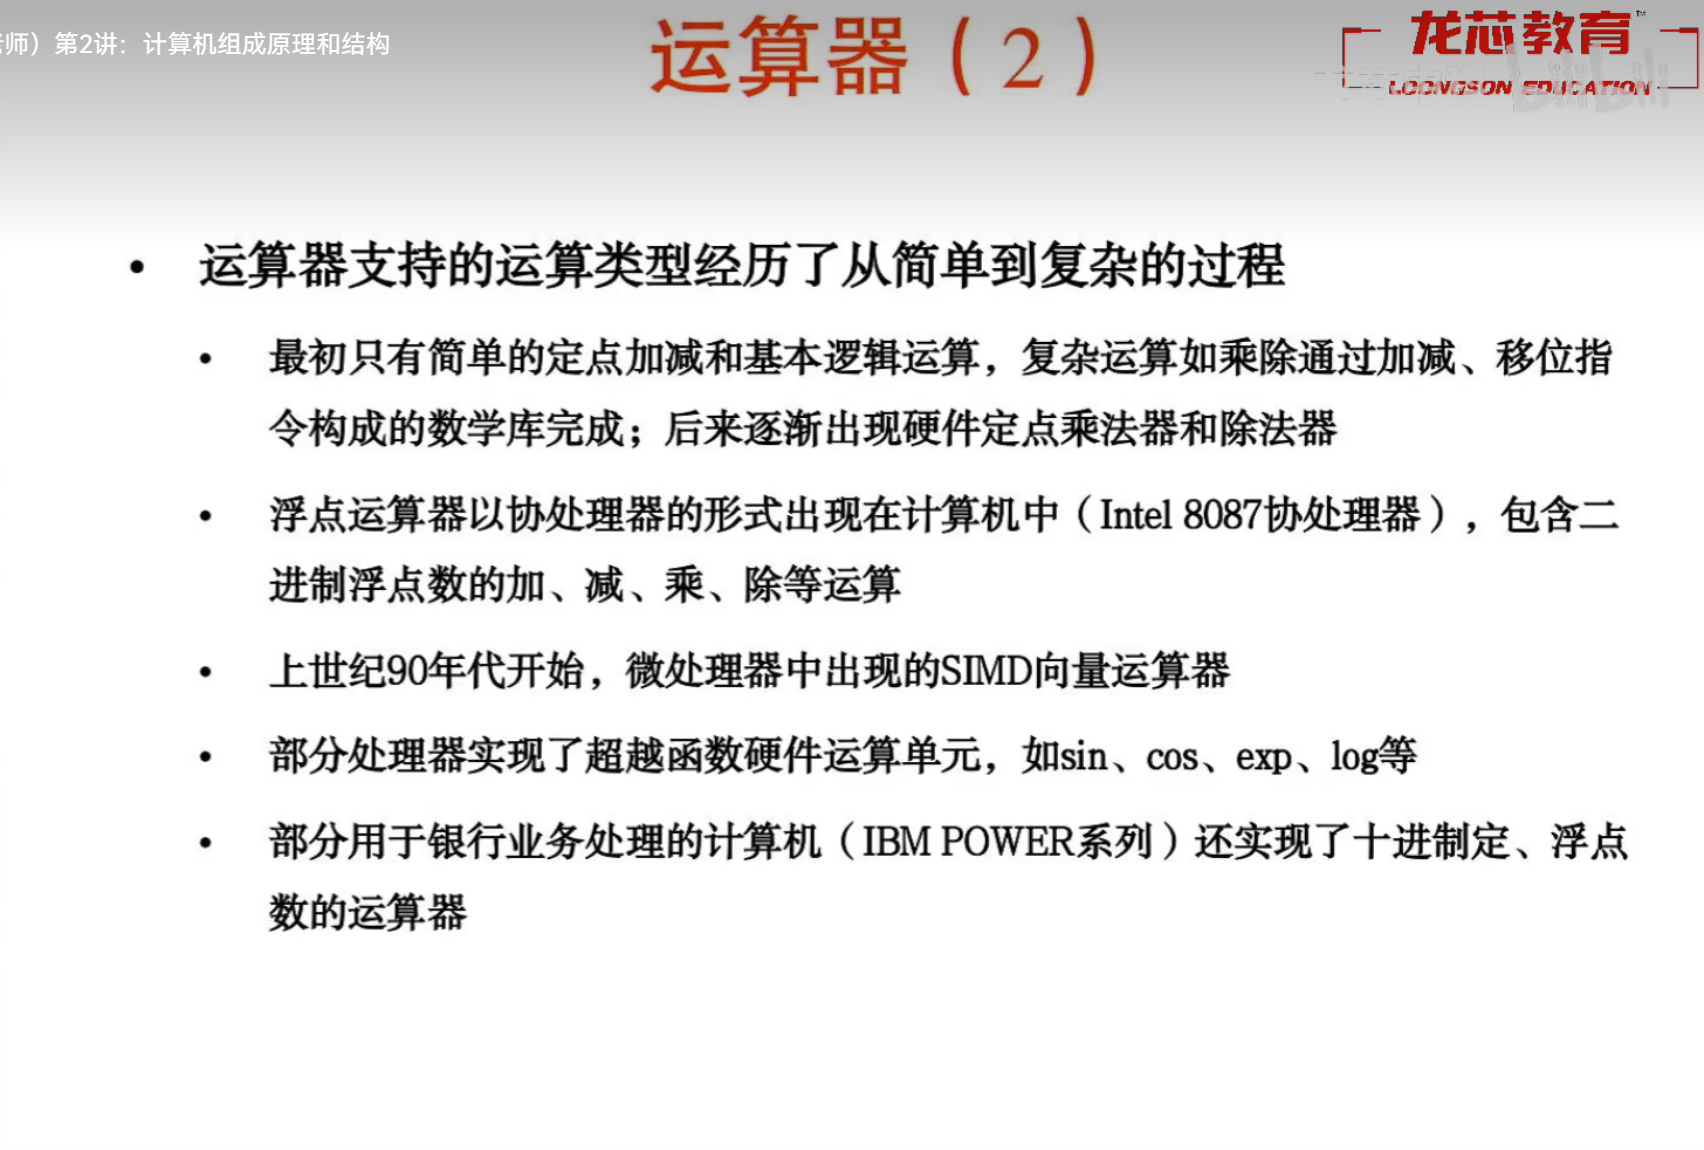 师）第2讲：计算机组成原理和结构
运算器（2）
龙芯教育™
LOONGSON EDUCATION
bilibili
• 运算器支持的运算类型经历了从简单到复杂的过程
• 最初只有简单的定点加减和基本逻辑运算，复杂运算如乘除通过加减、移位指
令构成的数学库完成；后来逐渐出现硬件定点乘法器和除法器
• 浮点运算器以协处理器的形式出现在计算机中（Intel 8087协处理器），包含二
进制浮点数的加、减、乘、除等运算
• 上世纪90年代开始，微处理器中出现的SIMD向量运算器
• 部分处理器实现了超越函数硬件运算单元，如sin、cos、exp、log等
• 部分用于银行业务处理的计算机（IBM POWER系列）还实现了十进制定、浮点
数的运算器